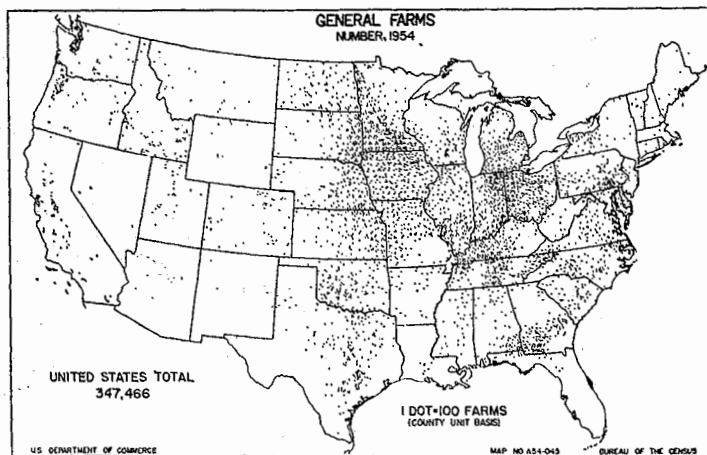 GENERAL FARMS
NUMBER, 1954
UNITED STATES TOTAL
347,466
1 DOT=100 FARMS
(COUNTY UNIT BASIS)
U.S. DEPARTMENT OF COMMERCE
MAP NO A54-045
BUREAU OF THE CENSUS